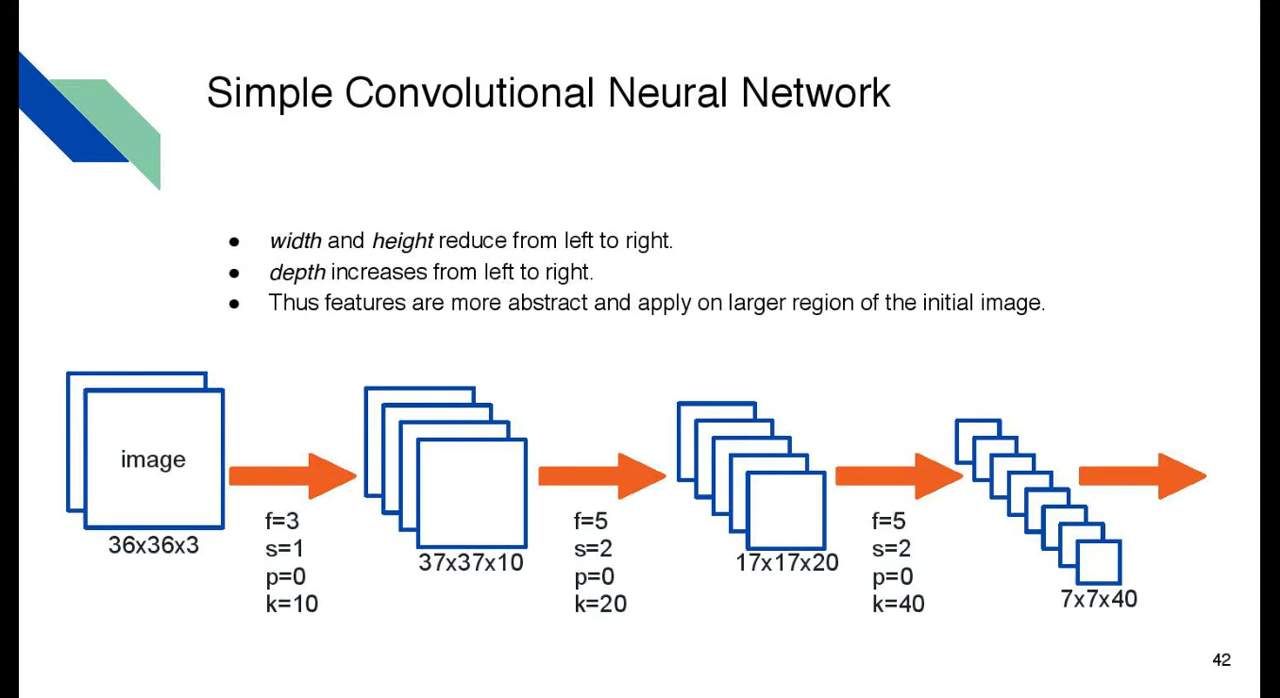 Simple Convolutional Neural Network
● width and height reduce from left to right.
● depth increases from left to right.
● Thus features are more abstract and apply on larger region of the initial image.
image
36x36x3
f=3
s=1
p=0
k=10
37x37x10
f=5
s=2
p=0
k=20
17x17x20
f=5
s=2
p=0
k=40
7x7x40
42